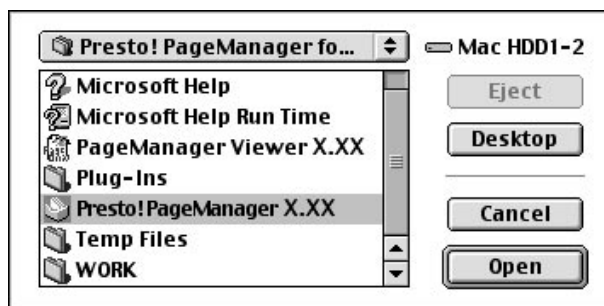 Presto! PageManager fo...
Mac HDD1-2
Microsoft Help
Microsoft Help Run Time
PageManager Viewer X.XX
Plug-Ins
Presto!PageManager X.XX
Temp Files
WORK
Eject
Desktop
Cancel
Open